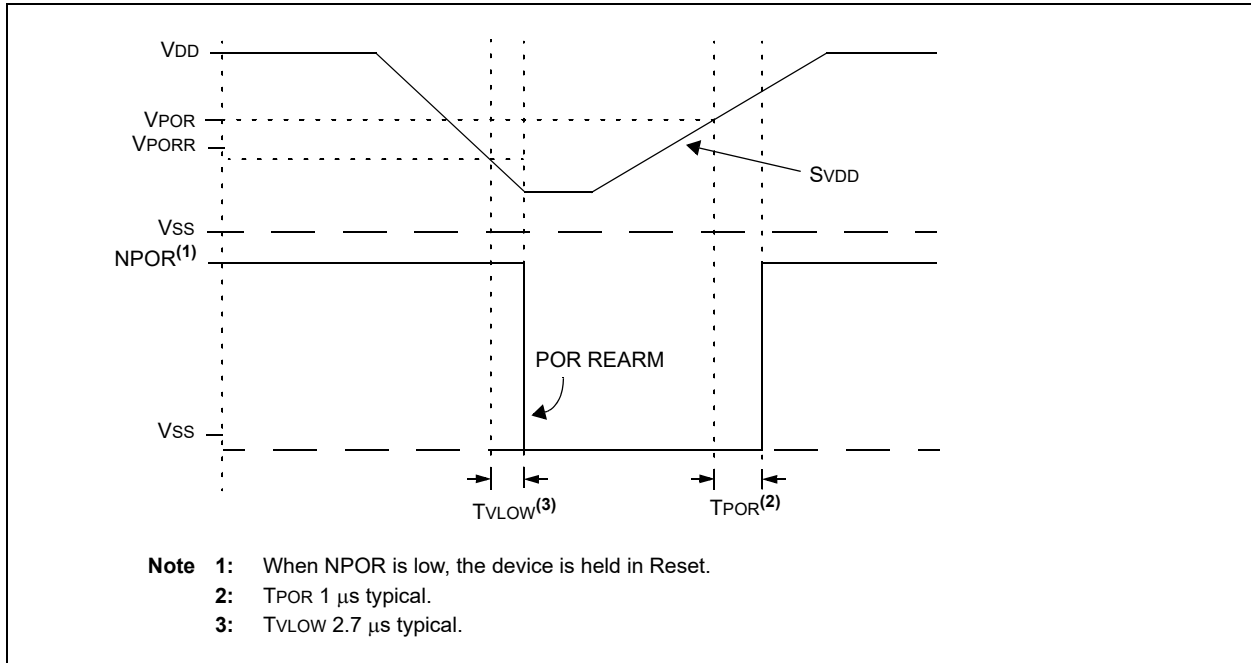 VDD
VPOR
VPORR
SVDD
VSS
NPOR(1)
POR REARM
VSS
TVLOW(3)
TPOR(2)
Note 1: When NPOR is low, the device is held in Reset.
2: TPOR 1 μs typical.
3: TVLOW 2.7 μs typical.